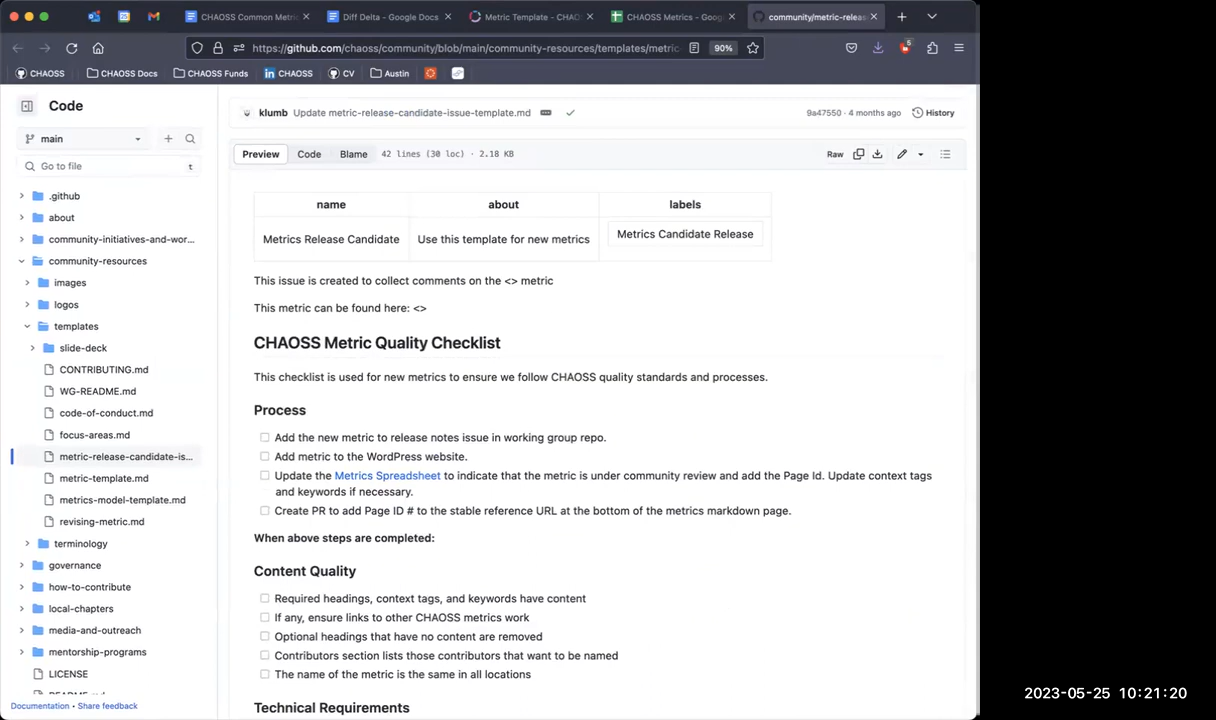 CHAOSS Common Metri
Diff Delta - Google Docs
Metric Template - CHAO
CHAOSS Metrics - Goog
community/metric-relea
https://github.com/chaoss/community/blob/main/community-resources/templates/metric-
90%
CHAOSS
CHAOSS Docs
CHAOSS Funds
CHAOSS
CV
Austin
Code
main
Go to file
t
.github
about
community-initiatives-and-wor...
community-resources
images
logos
templates
slide-deck
CONTRIBUTING.md
WG-README.md
code-of-conduct.md
focus-areas.md
metric-release-candidate-is...
metric-template.md
metrics-model-template.md
revising-metric.md
terminology
governance
how-to-contribute
local-chapters
media-and-outreach
mentorship-programs
LICENSE
README.md
Documentation • Share feedback
klumb Update metric-release-candidate-issue-template.md
9a47550 · 4 months ago
History
Preview
Code
Blame
42 lines (30 loc) · 2.18 KB
Raw
name about labels
Metrics Release Candidate Use this template for new metrics Metrics Candidate Release
This issue is created to collect comments on the <> metric
This metric can be found here: <>
CHAOSS Metric Quality Checklist
This checklist is used for new metrics to ensure we follow CHAOSS quality standards and processes.
Process
Add the new metric to release notes issue in working group repo.
Add metric to the WordPress website.
Update the Metrics Spreadsheet to indicate that the metric is under community review and add the Page Id. Update context tags
and keywords if necessary.
Create PR to add Page ID # to the stable reference URL at the bottom of the metrics markdown page.
When above steps are completed:
Content Quality
Required headings, context tags, and keywords have content
If any, ensure links to other CHAOSS metrics work
Optional headings that have no content are removed
Contributors section lists those contributors that want to be named
The name of the metric is the same in all locations
Technical Requirements
2023-05-25 10:21:20